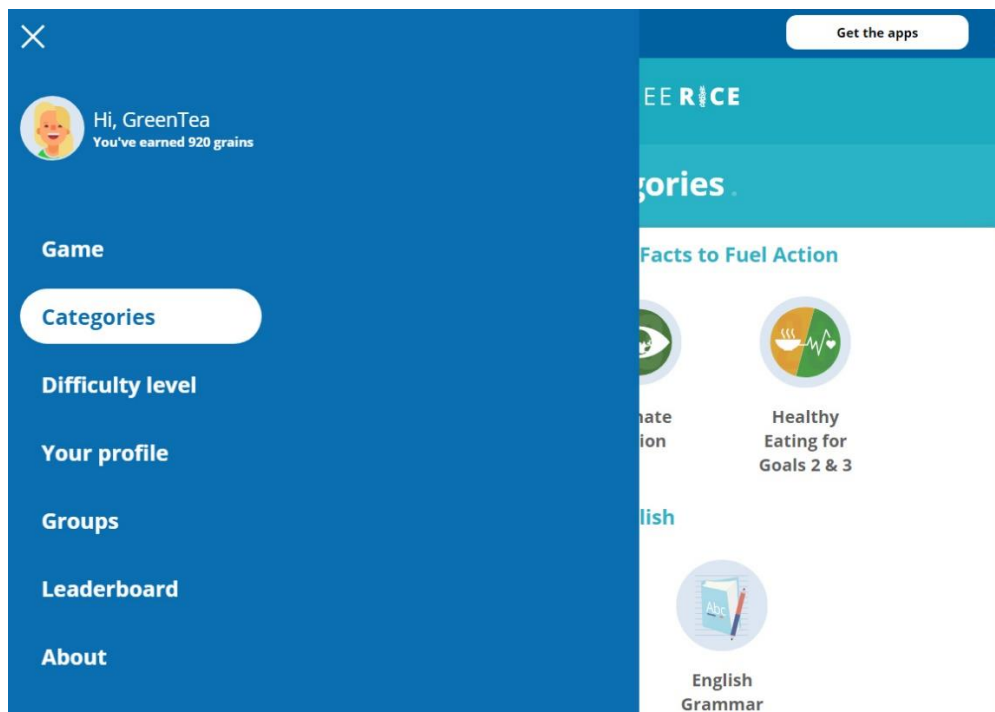 Get the apps
Hi, GreenTea
You've earned 920 grains
EE RICE
gories.
Game
Categories
Difficulty level
Your profile
Groups
Leaderboard
About
Facts to Fuel Action
nate
ion
Healthy
Eating for
Goals 2 & 3
lish
Abc
English
Grammar